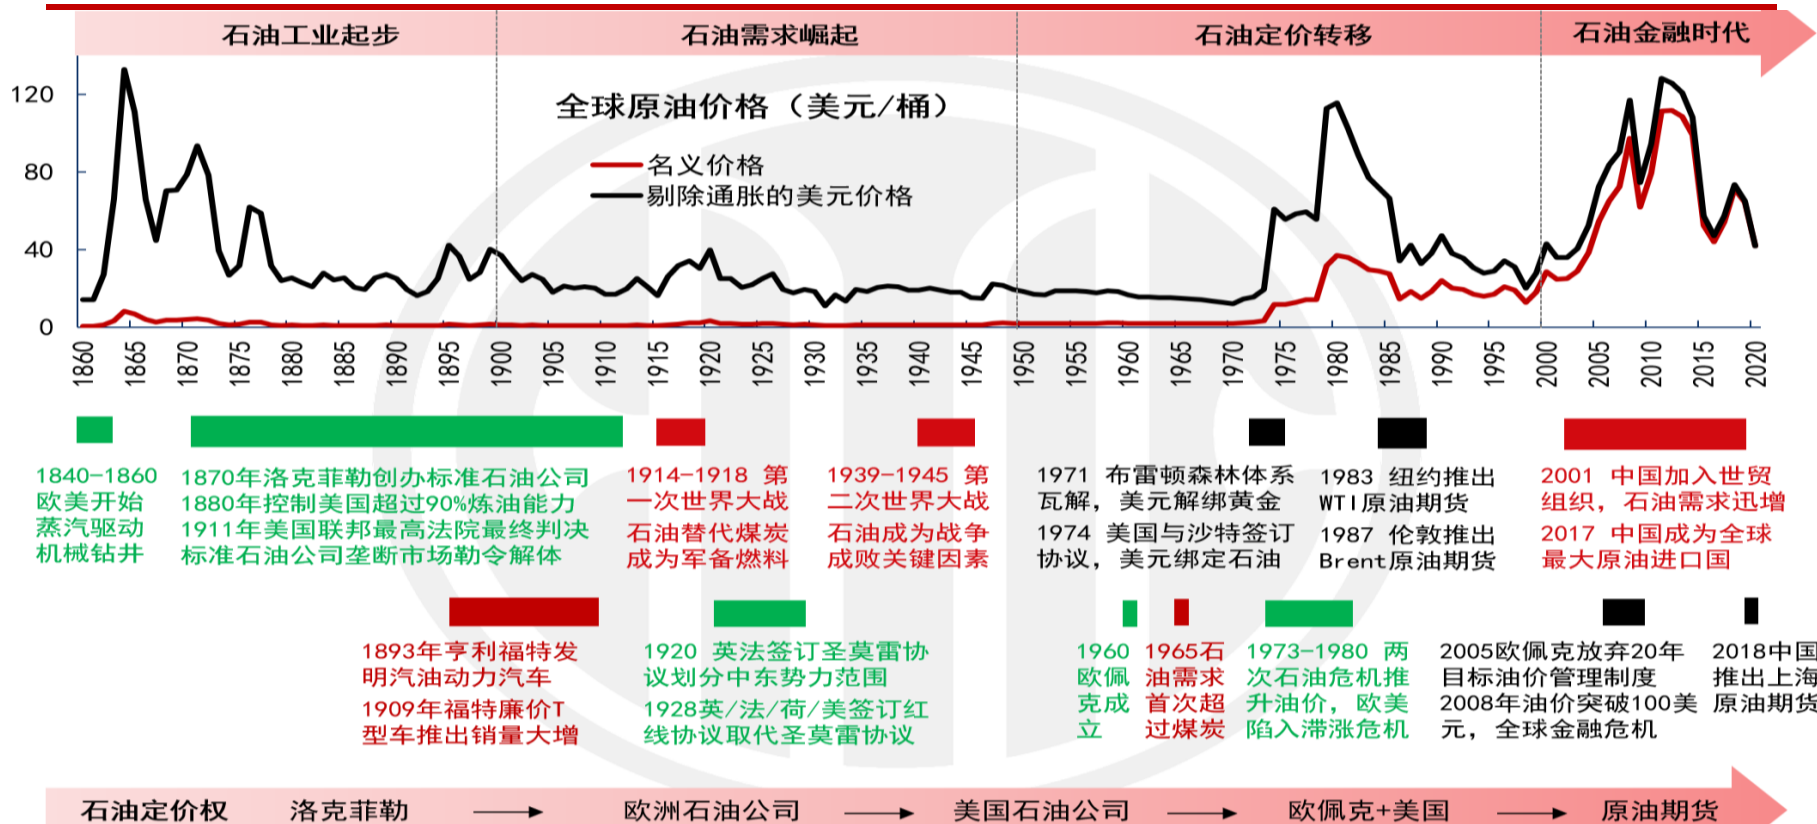 石油工业起步
石油需求崛起
石油定价转移
石油金融时代
全球原油价格（美元/桶）
名义价格
剔除通胀的美元价格
120
80
40
0
1860
1865
1870
1875
1880
1885
1890
1895
1900
1905
1910
1915
1920
1925
1930
1935
1940
1945
1950
1955
1960
1965
1970
1975
1980
1985
1990
1995
2000
2005
2010
2015
2020
1840-1860
欧美开始
蒸汽驱动
机械钻井
1870年洛克菲勒创办标准石油公司
1880年控制美国超过90%炼油能力
1911年美国联邦最高法院最终判决
标准石油公司垄断市场勒令解体
1914-1918 第
一次世界大战
石油替代煤炭
成为军备燃料
1939-1945 第
二次世界大战
石油成为战争
成败关键因素
1971 布雷顿森林体系
瓦解，美元解绑黄金
1974 美国与沙特签订
协议，美元绑定石油
1983 纽约推出
WTI原油期货
1987 伦敦推出
Brent原油期货
2001 中国加入世贸
组织，石油需求迅增
2017 中国成为全球
最大原油进口国
1893年亨利福特发
明汽油动力汽车
1909年福特廉价T
型车推出销量大增
1920 英法签订圣莫雷协
议划分中东势力范围
1928英/法/荷/美签订红
线协议取代圣莫雷协议
1960
欧佩
克成
立
1965石
油需求
首次超
过煤炭
1973-1980 两
次石油危机推
升油价，欧美
陷入滞涨危机
2005欧佩克放弃20年
目标油价管理制度
2008年油价突破100美
元，全球金融危机
2018中国
推出上海
原油期货
石油定价权
洛克菲勒
欧洲石油公司
美国石油公司
欧佩克+美国
原油期货